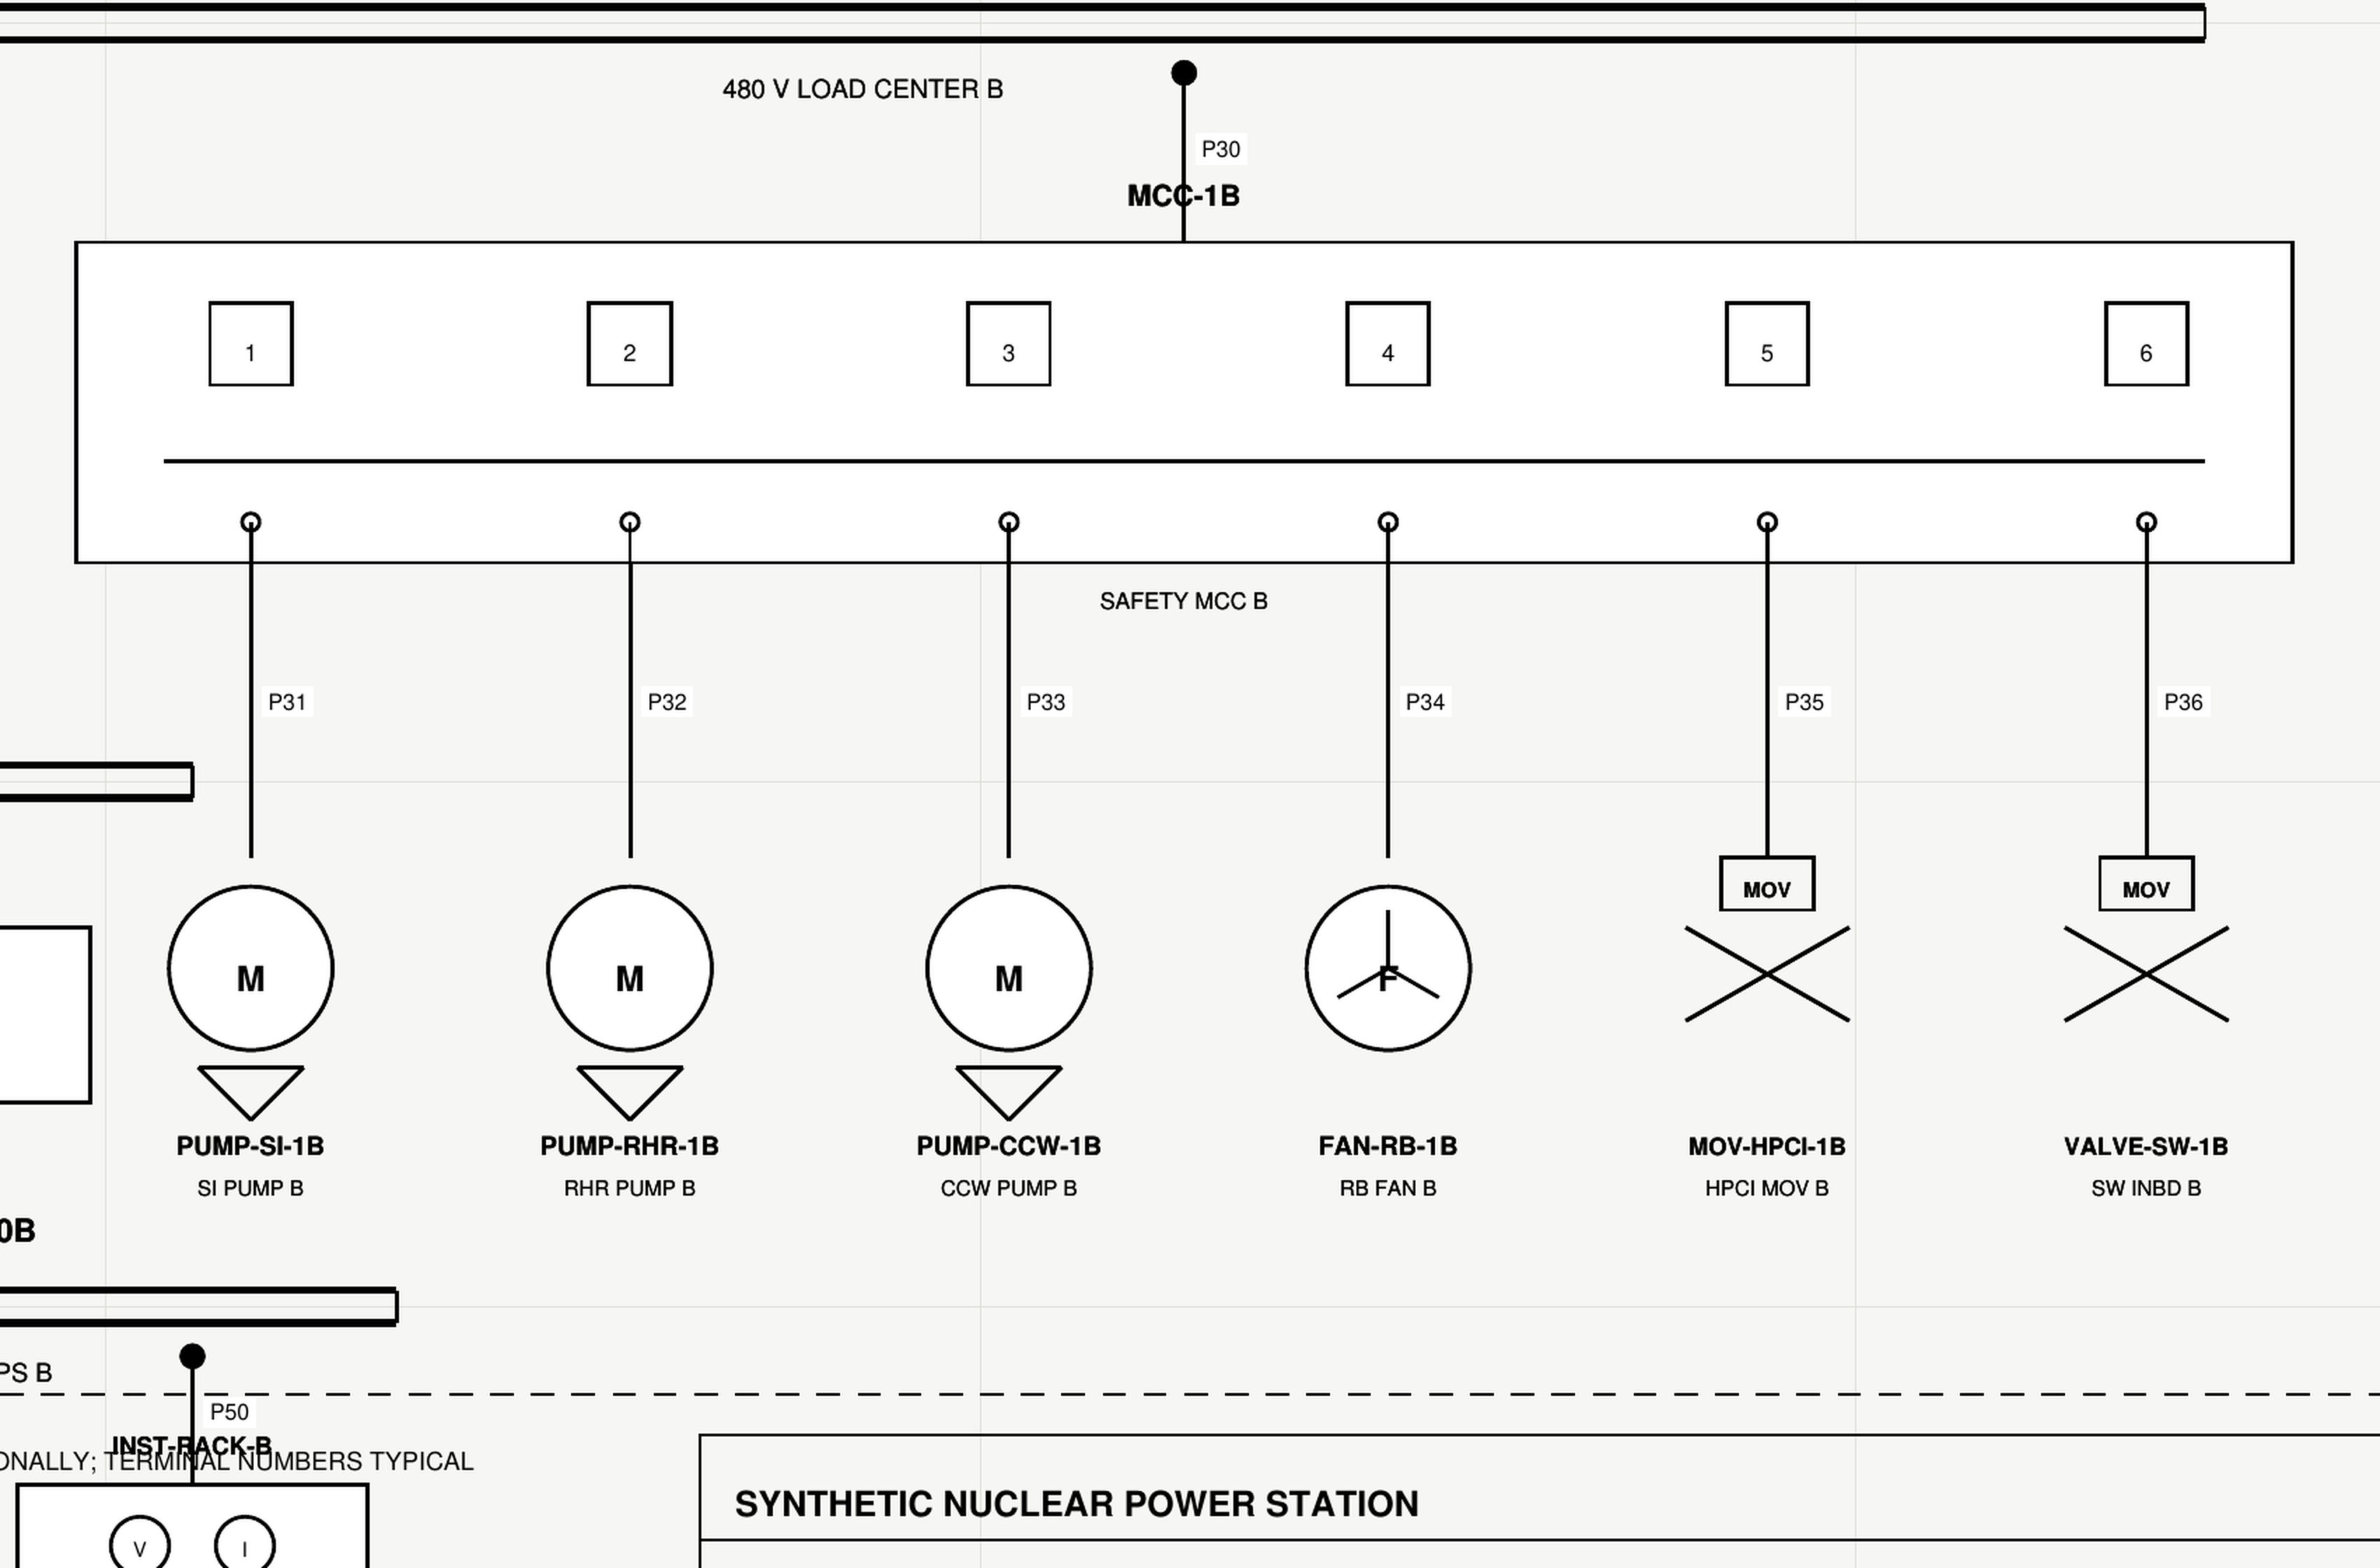 480 V LOAD CENTER B
P30
MCC-1B
1 2 3 4 5 6
SAFETY MCC B
P31 P32 P33 P34 P35 P36
MOV MOV
M M M F
PUMP-SI-1B PUMP-RHR-1B PUMP-CCW-1B FAN-RB-1B MOV-HPCI-1B VALVE-SW-1B
SI PUMP B RHR PUMP B CCW PUMP B RB FAN B HPCI MOV B SW INBD B
0B
PS B
P50
INST-RACK-B
ONALLY; TERMINAL NUMBERS TYPICAL
SYNTHETIC NUCLEAR POWER STATION
V I